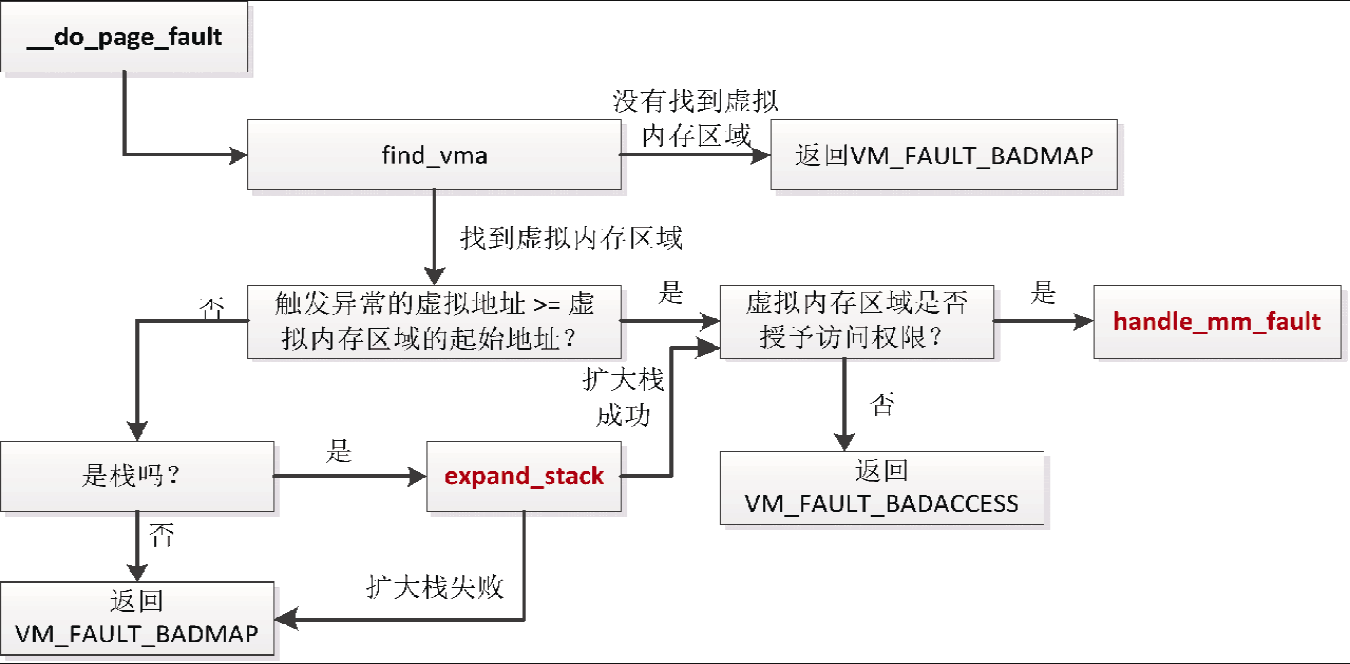 __do_page_fault
没有找到虚拟
内存区域
find_vma
返回VM_FAULT_BADMAP
找到虚拟内存区域
否
触发异常的虚拟地址 >= 虚
拟内存区域的起始地址？
是
虚拟内存区域是否
授予访问权限？
是
handle_mm_fault
扩大栈
成功
否
是栈吗？
是
expand_stack
返回
VM_FAULT_BADACCESS
否
扩大栈失败
返回
VM_FAULT_BADMAP